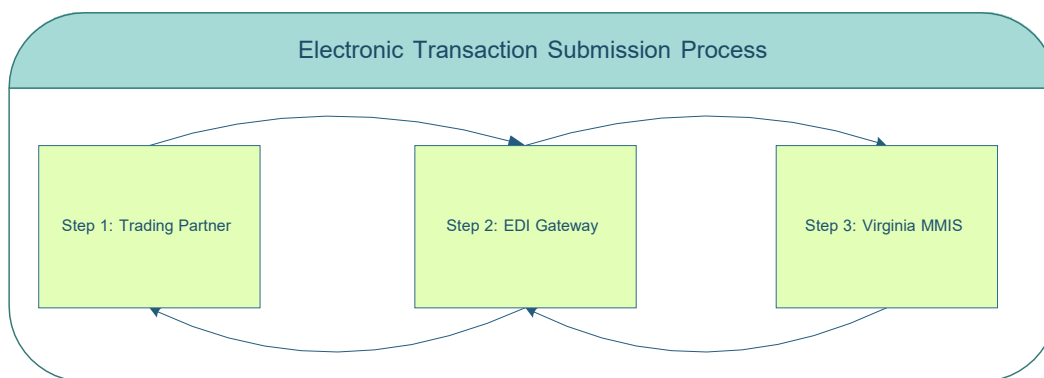 Electronic Transaction Submission Process
Step 1: Trading Partner
Step 2: EDI Gateway
Step 3: Virginia MMIS